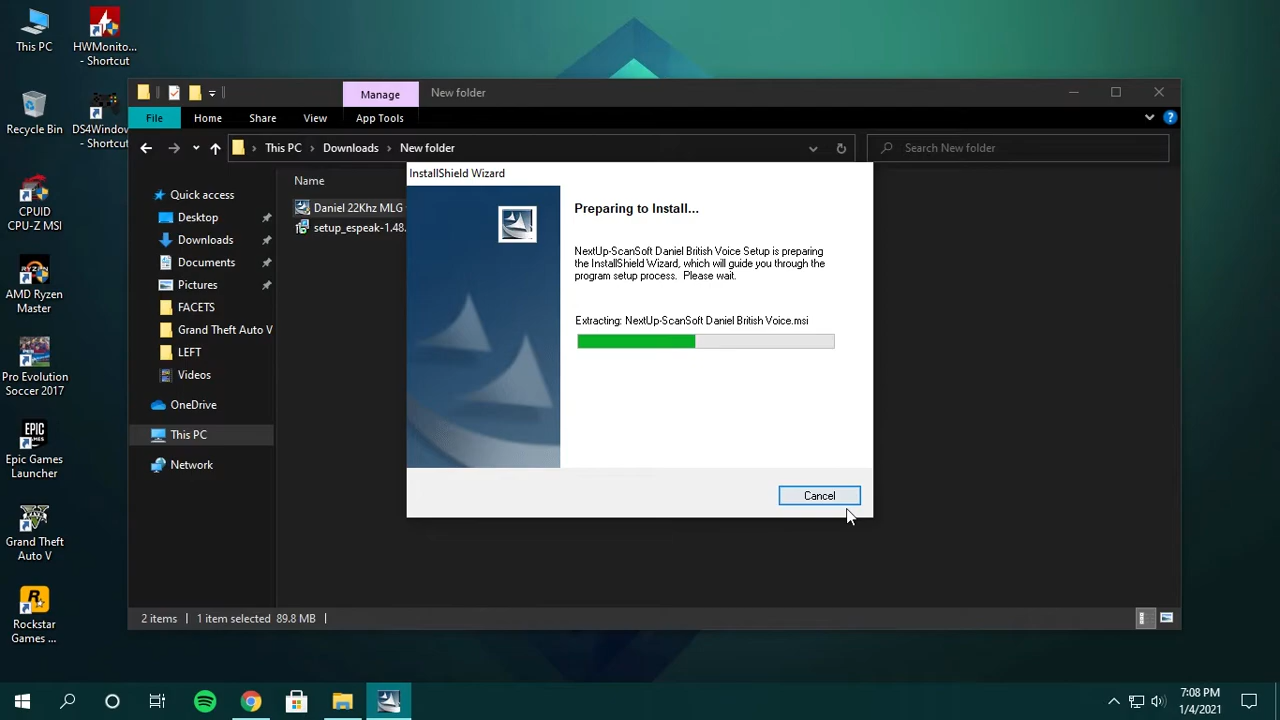 This PC
HWMonito...
- Shortcut
Recycle Bin
DS4Window
- Shortcut
CPUID
CPU-Z MSI
AMD Ryzen
Master
Pro Evolution
Soccer 2017
Epic Games
Launcher
Grand Theft
Auto V
Rockstar
Games ...
Manage
New folder
File
Home
Share
View
App Tools
This PC
Downloads
New folder
Search New folder
Quick access
Desktop
Downloads
Documents
Pictures
FACETS
Grand Theft Auto V
LEFT
Videos
OneDrive
This PC
Network
Name
Daniel 22Khz MLG
setup_espeak-1.48.
InstallShield Wizard
Preparing to Install...
NextUp-ScanSoft Daniel British Voice Setup is preparing
the InstallShield Wizard, which will guide you through the
program setup process. Please wait.
Extracting: NextUp-ScanSoft Daniel British Voice.msi
Cancel
2 items
1 item selected 89.8 MB
7:08 PM
1/4/2021